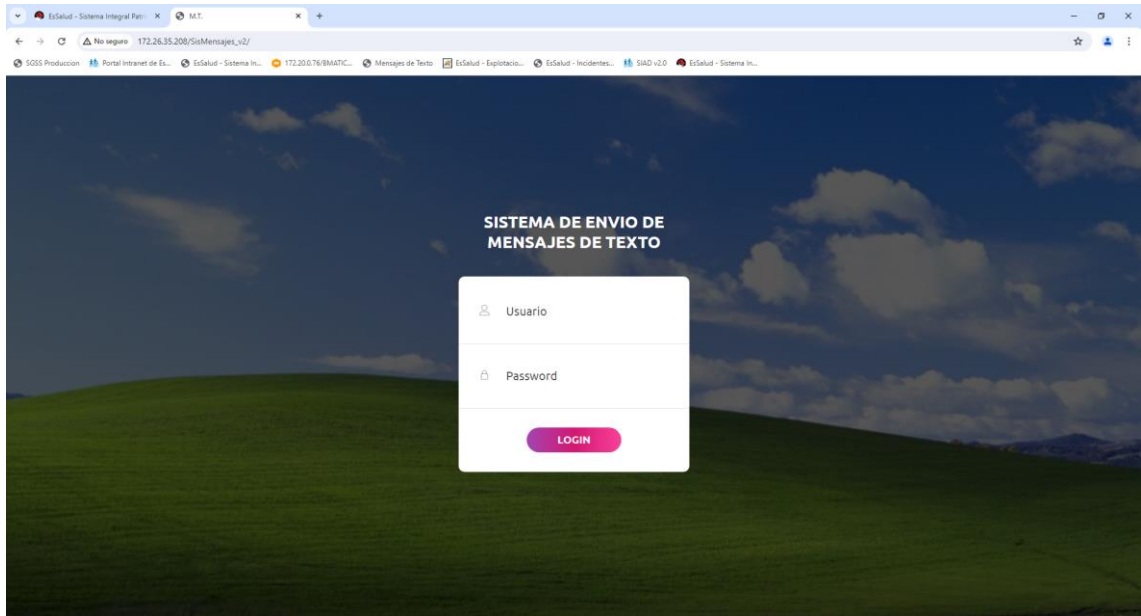 EsSalud - Sistema Integral Patri
M.T.
No seguro
172.26.35.208/SisMensajes_v2/
SGSS Produccion
Portal Intranet de Es...
EsSalud - Sistema In...
172.20.0.76/BMATIC...
Mensajes de Texto
EsSalud - Explotacio...
EsSalud - Incidentes...
SIAD v2.0
EsSalud - Sistema In...
SISTEMA DE ENVIO DE
MENSAJES DE TEXTO
Usuario
Password
LOGIN